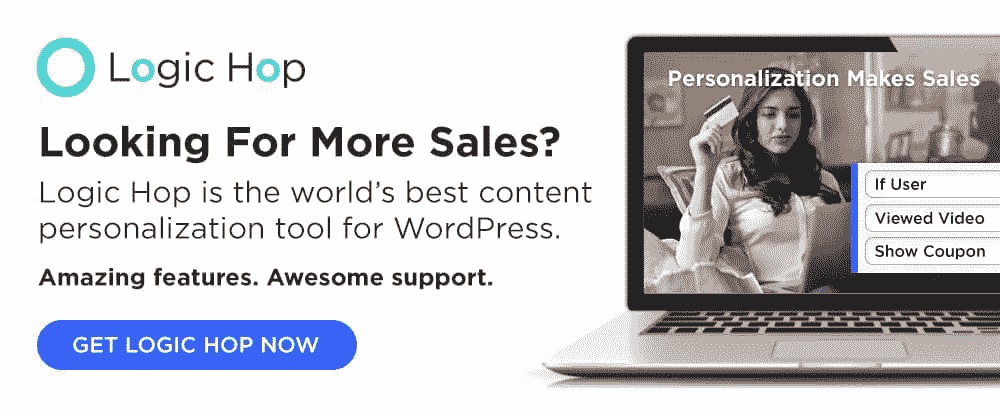 Logic Hop
Looking For More Sales?
Logic Hop is the world's best content
personalization tool for WordPress.
Amazing features. Awesome support.
GET LOGIC HOP NOW
Personalization Makes Sales
If User
Viewed Video
Show Coupon